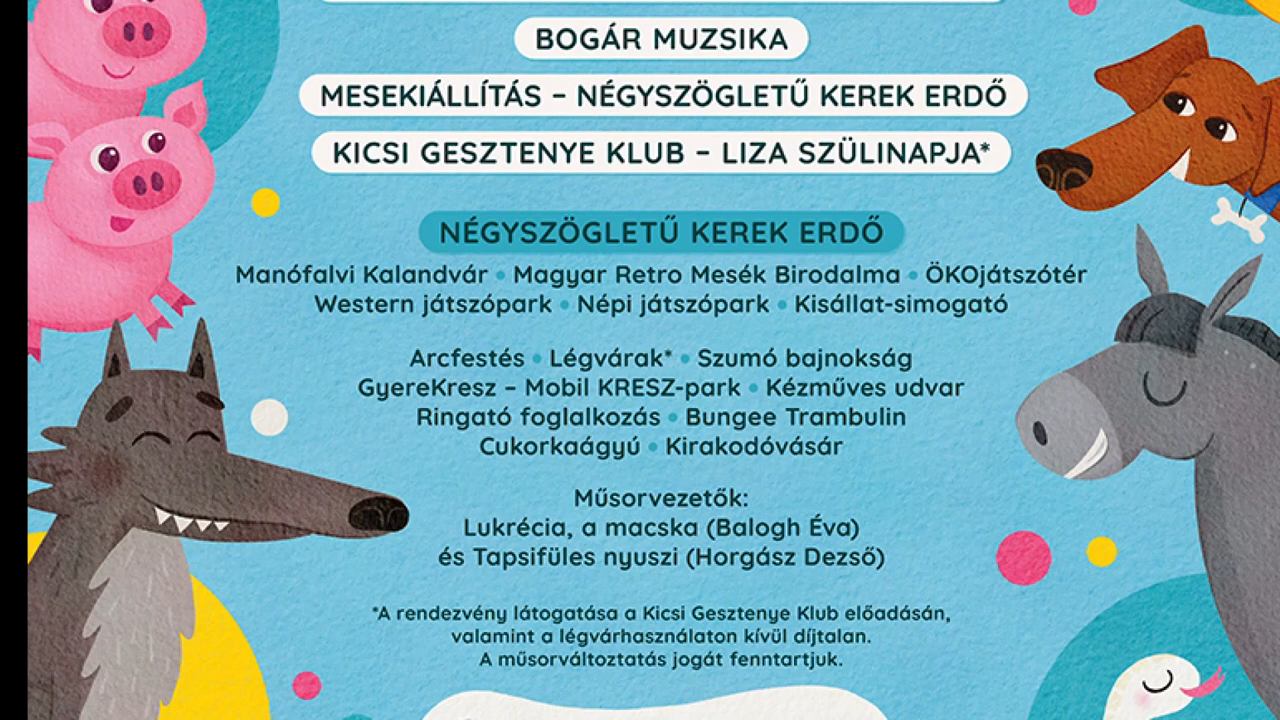 BOGÁR MUZSIKA
MESEKIÁLLÍTÁS – NÉGYSZÖGLETŰ KEREK ERDŐ
KICSI GESZTENYE KLUB – LIZA SZÜLINAPJA*
NÉGYSZÖGLETŰ KEREK ERDŐ
Manófalvi Kalandvár • Magyar Retro Mesék Birodalma • ÖKOjátszótér
Western játszópark • Népi játszópark • Kisállat-simogató
Arcfestés • Légvárak* • Szumó bajnokság
GyereKresz – Mobil KRESZ-park • Kézműves udvar
Ringató foglalkozás • Bungee Trambulin
Cukorkaágyú • Kirakodóvásár
Műsorvezetők:
Lukrécia, a macska (Balogh Éva)
és Tapsifüles nyuszi (Horgász Dezső)
*A rendezvény látogatása a Kicsi Gesztenye Klub előadásán,
valamint a légvárhasználaton kívül díjtalan.
A műsorváltoztatás jogát fenntartjuk.